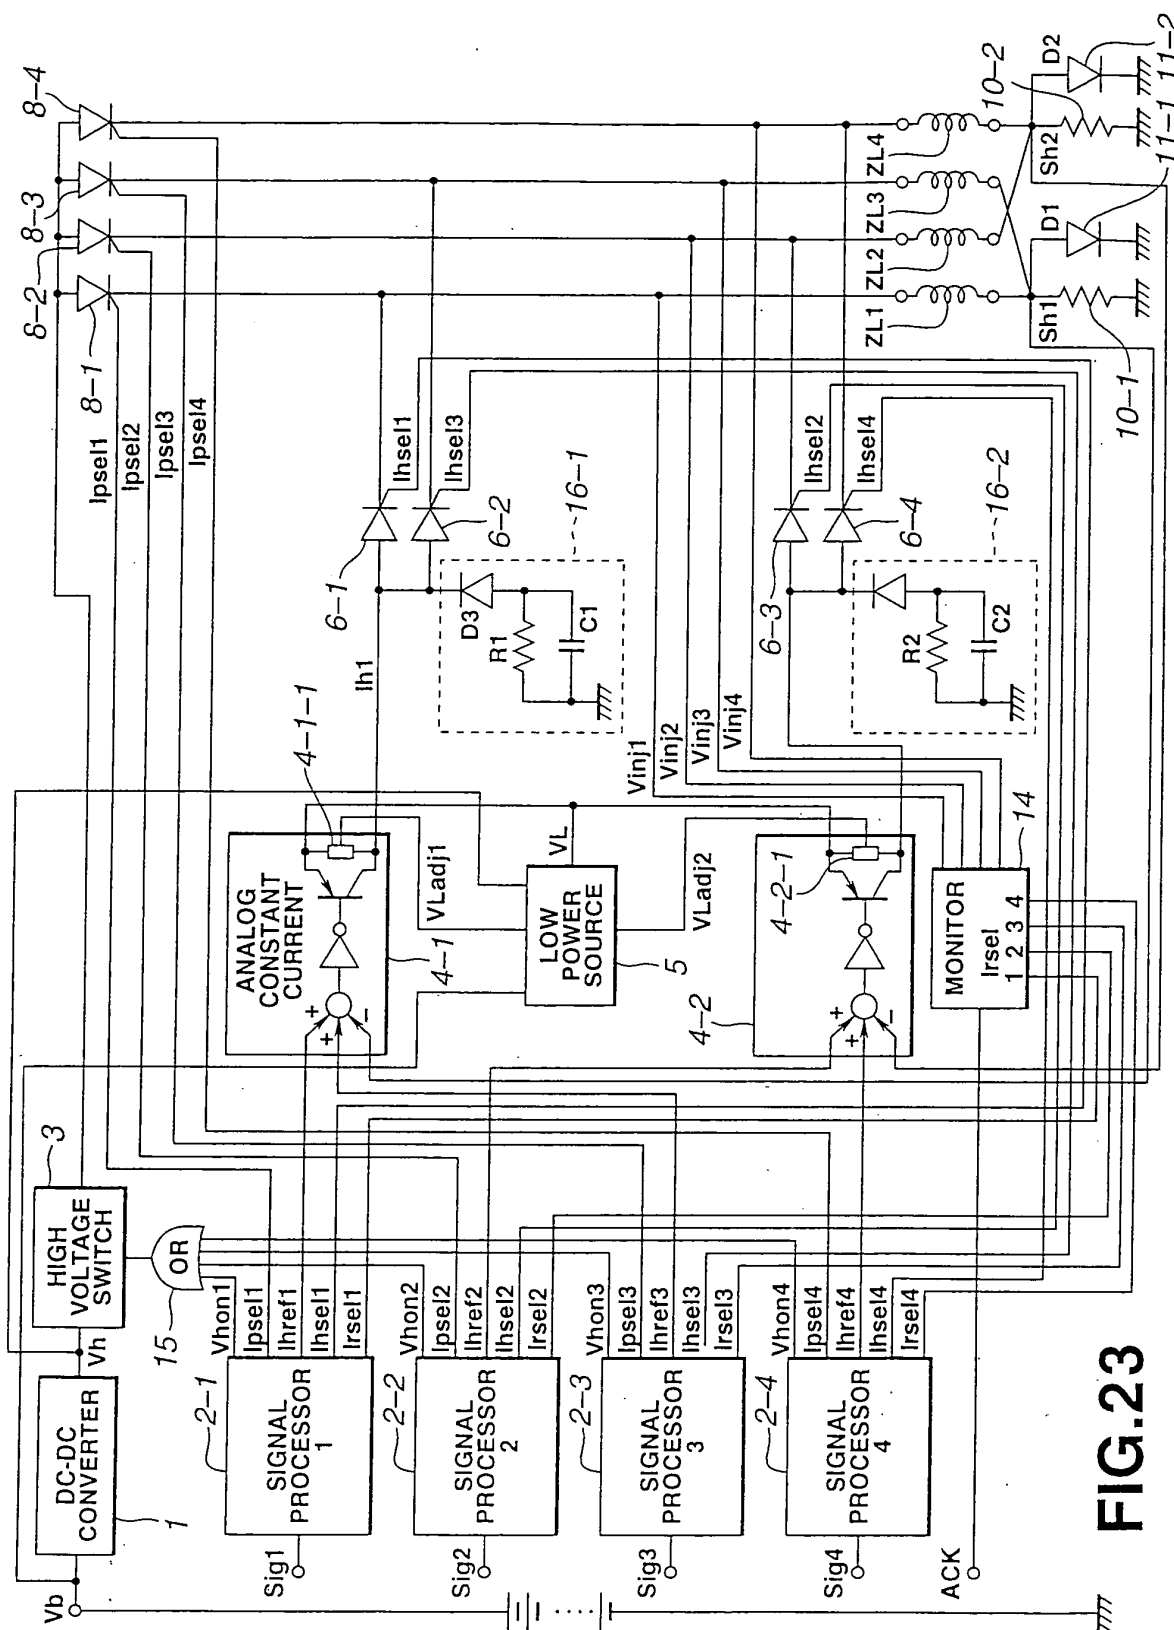 Vb
DC-DC
CONVERTER
1
Vh
HIGH
VOLTAGE
SWITCH
3
OR
15
8-1
8-2
8-3
8-4
Ipsel1
Ipsel2
Ipsel3
Ipsel4
Sig1
SIGNAL
PROCESSOR
1
2-1
Vhon1
Ipsel1
Ihref1
Ihsel1
Irsel1
Sig2
SIGNAL
PROCESSOR
2
2-2
Vhon2
Ipsel2
Ihref2
Ihsel2
Irsel2
Sig3
SIGNAL
PROCESSOR
3
2-3
Vhon3
Ipsel3
Ihref3
Ihsel3
Irsel3
Sig4
SIGNAL
PROCESSOR
4
2-4
Vhon4
Ipsel4
Ihref4
Ihsel4
Irsel4
ACK
ANALOG
CONSTANT
CURRENT
+
+
-
4-1
4-1-1
VLadj1
LOW
POWER
SOURCE
5
VL
VLadj2
4-2
4-2-1
+
+
-
MONITOR
Irsel
1 2 3 4
14
Ih1
6-1
6-2
Ihsel1
Ihsel3
D3
R1
C1
16-1
Vinj1
Vinj2
Vinj3
Vinj4
6-3
6-4
Ihsel2
Ihsel4
R2
C2
16-2
ZL1
ZL2
ZL3
ZL4
Sh1
D1
Sh2
D2
10-1
11-1
10-2
11-2
FIG.23